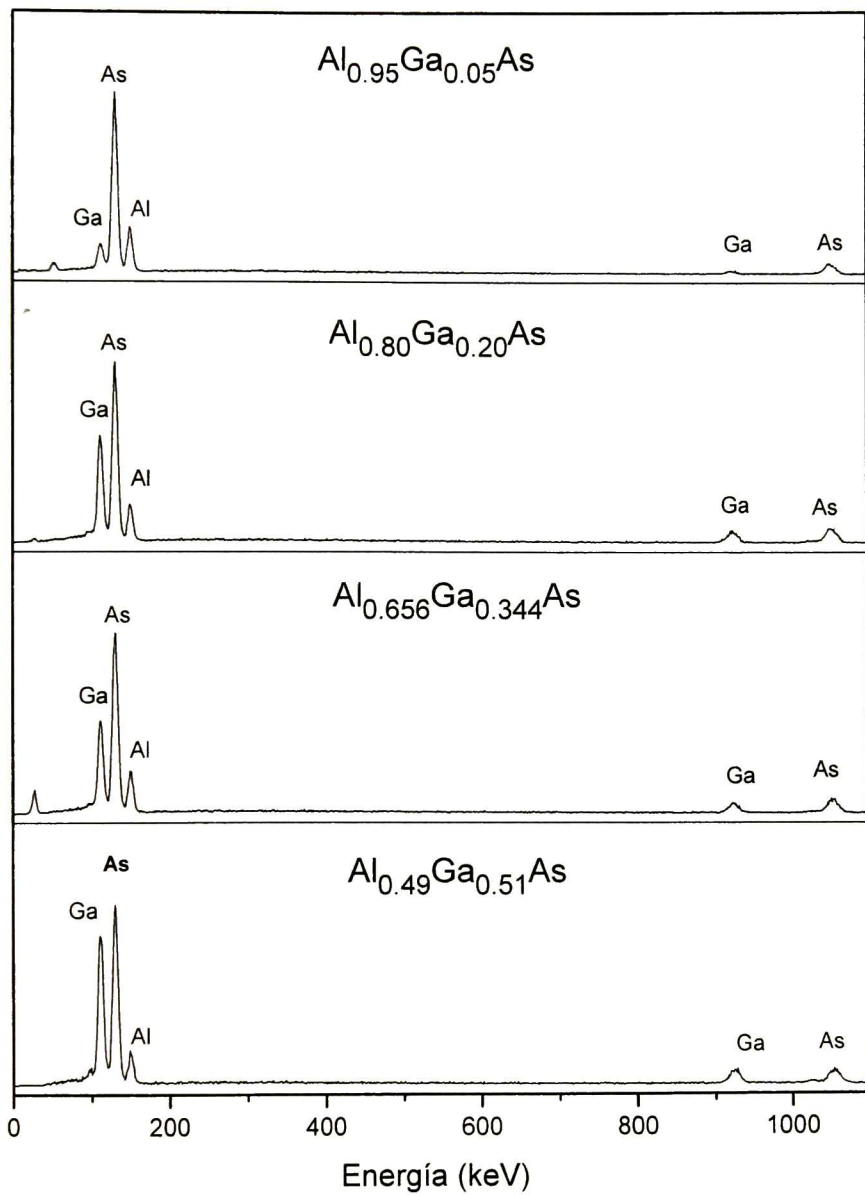 Al0.95Ga0.05As
As
Ga
Al
Ga
As
Al0.80Ga0.20As
As
Ga
Al
Ga
As
Al0.656Ga0.344As
As
Ga
Al
Ga
As
Al0.49Ga0.51As
As
Ga
Al
Ga
As
0 200 400 600 800 1000
Energía (keV)